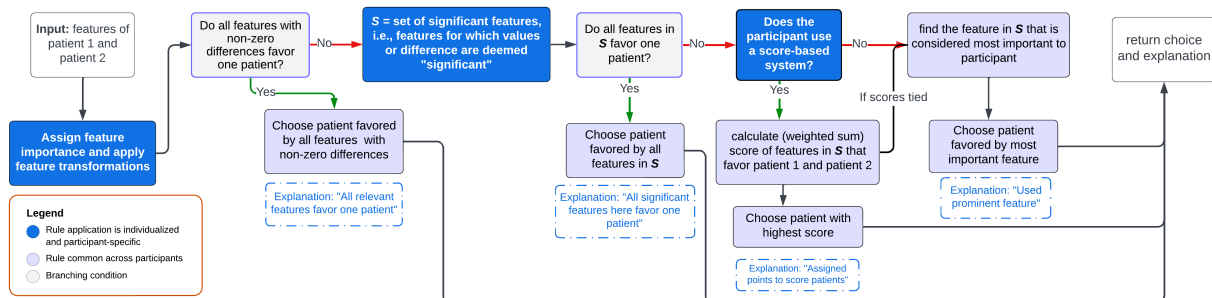 Input: features of
patient 1 and
patient 2
Assign feature
importance and apply
feature transformations
Do all features with
non-zero
differences favor
one patient?
No
Yes
Choose patient favored
by all features with
non-zero differences
Explanation: "All relevant
features favor one patient"
S = set of significant features,
i.e., features for which values
or difference are deemed
"significant"
Do all features in
S favor one
patient?
No
Yes
Choose patient
favored by all
features in S
Explanation: "All significant
features here favor one
patient"
Does the
participant use
a score-based
system?
No
Yes
calculate (weighted sum)
score of features in S that
favor patient 1 and patient 2
If scores tied
Choose patient with
highest score
Explanation: "Assigned
points to score patients"
find the feature in S that is
considered most important to
participant
Choose patient
favored by most
important feature
Explanation: "Used
prominent feature"
return choice
and explanation
Legend
Rule application is individualized
and participant-specific
Rule common across participants
Branching condition